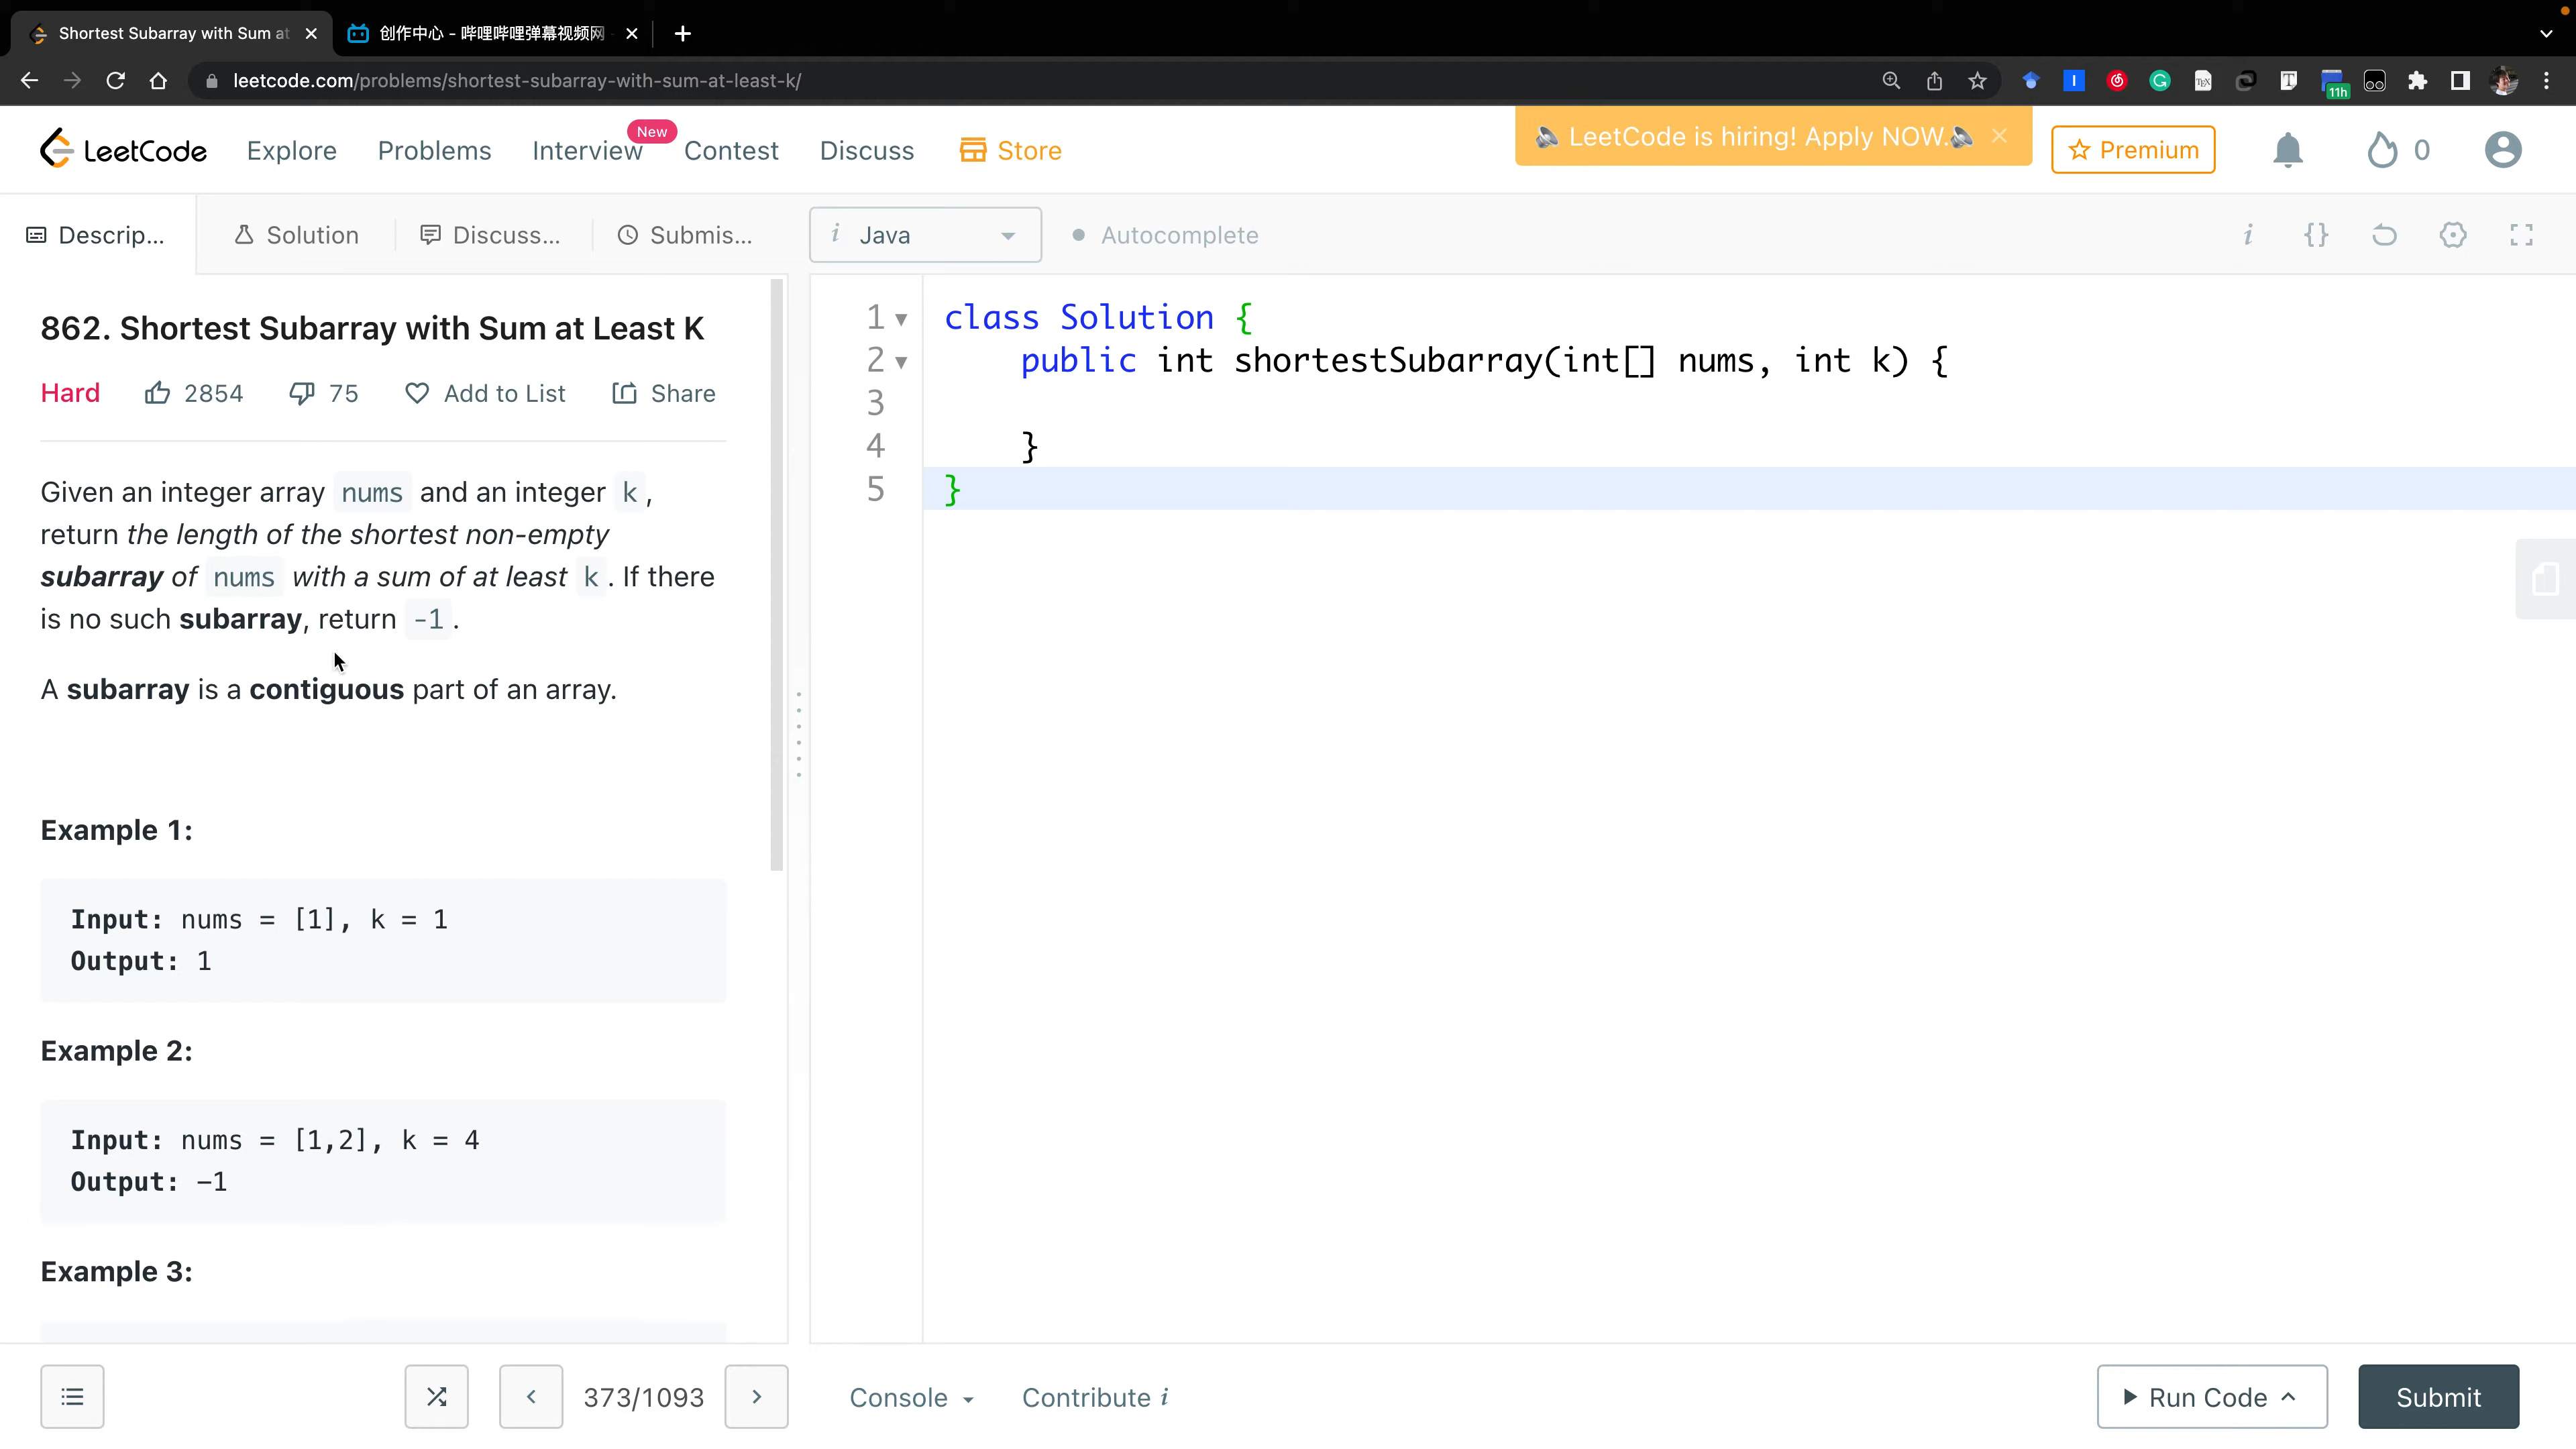 Shortest Subarray with Sum at
创作中心 - 哔哩哔哩弹幕视频网
leetcode.com/problems/shortest-subarray-with-sum-at-least-k/
11h
LeetCode
Explore
Problems
Interview
New
Contest
Discuss
Store
LeetCode is hiring! Apply NOW.
Premium
0
Descrip...
Solution
Discuss...
Submis...
i Java
Autocomplete
862. Shortest Subarray with Sum at Least K
Hard 2854 75 Add to List Share
Given an integer array nums and an integer k,
return the length of the shortest non-empty
subarray of nums with a sum of at least k. If there
is no such subarray, return -1.
A subarray is a contiguous part of an array.
Example 1:
Input: nums = [1], k = 1
Output: 1
Example 2:
Input: nums = [1,2], k = 4
Output: -1
Example 3:
1 class Solution {
2 public int shortestSubarray(int[] nums, int k) {
3
4 }
5 }
373/1093
Console
Contribute i
Run Code
Submit